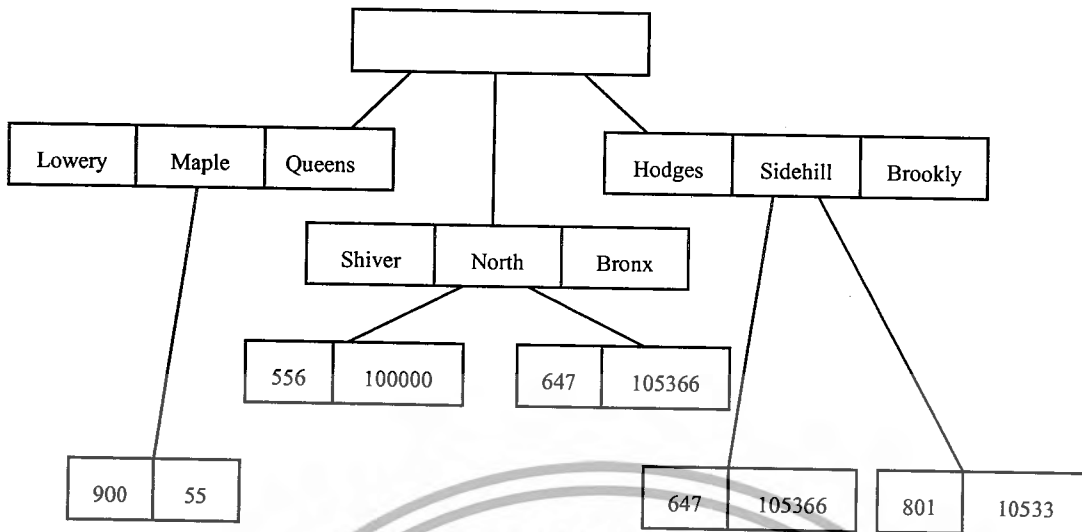 Lowery Maple Queens
Hodges Sidehill Brookly
Shiver North Bronx
556 100000
647 105366
900 55
647 105366
801 10533